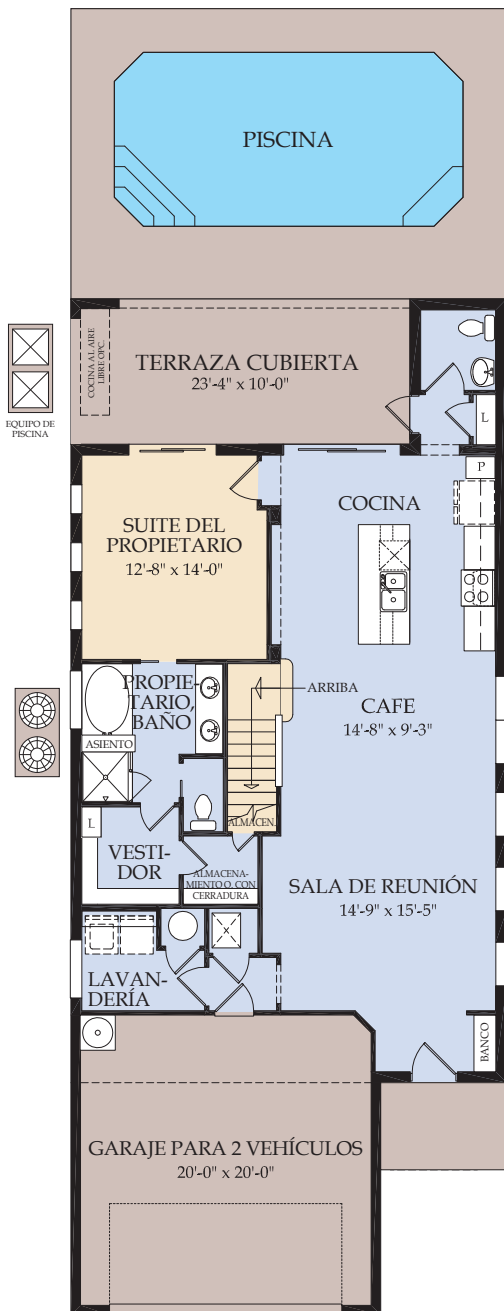 PISCINA
COCINA AL AIRE
LIBRE OPC.
TERRAZA CUBIERTA
23'-4" x 10'-0"
EQUIPO DE
PISCINA
L
P
SUITE DEL
PROPIETARIO
12'-8" x 14'-0"
COCINA
PROPIE-
TARIO,
BAÑO
ARRIBA
CAFE
14'-8" x 9'-3"
ASIENTO
L
ALMACEN.
VESTI-
DOR
ALMACENA-
MIENTO O. CON
CERRADURA
SALA DE REUNIÓN
14'-9" x 15'-5"
LAVAN-
DERÍA
BANCO
GARAJE PARA 2 VEHÍCULOS
20'-0" x 20'-0"